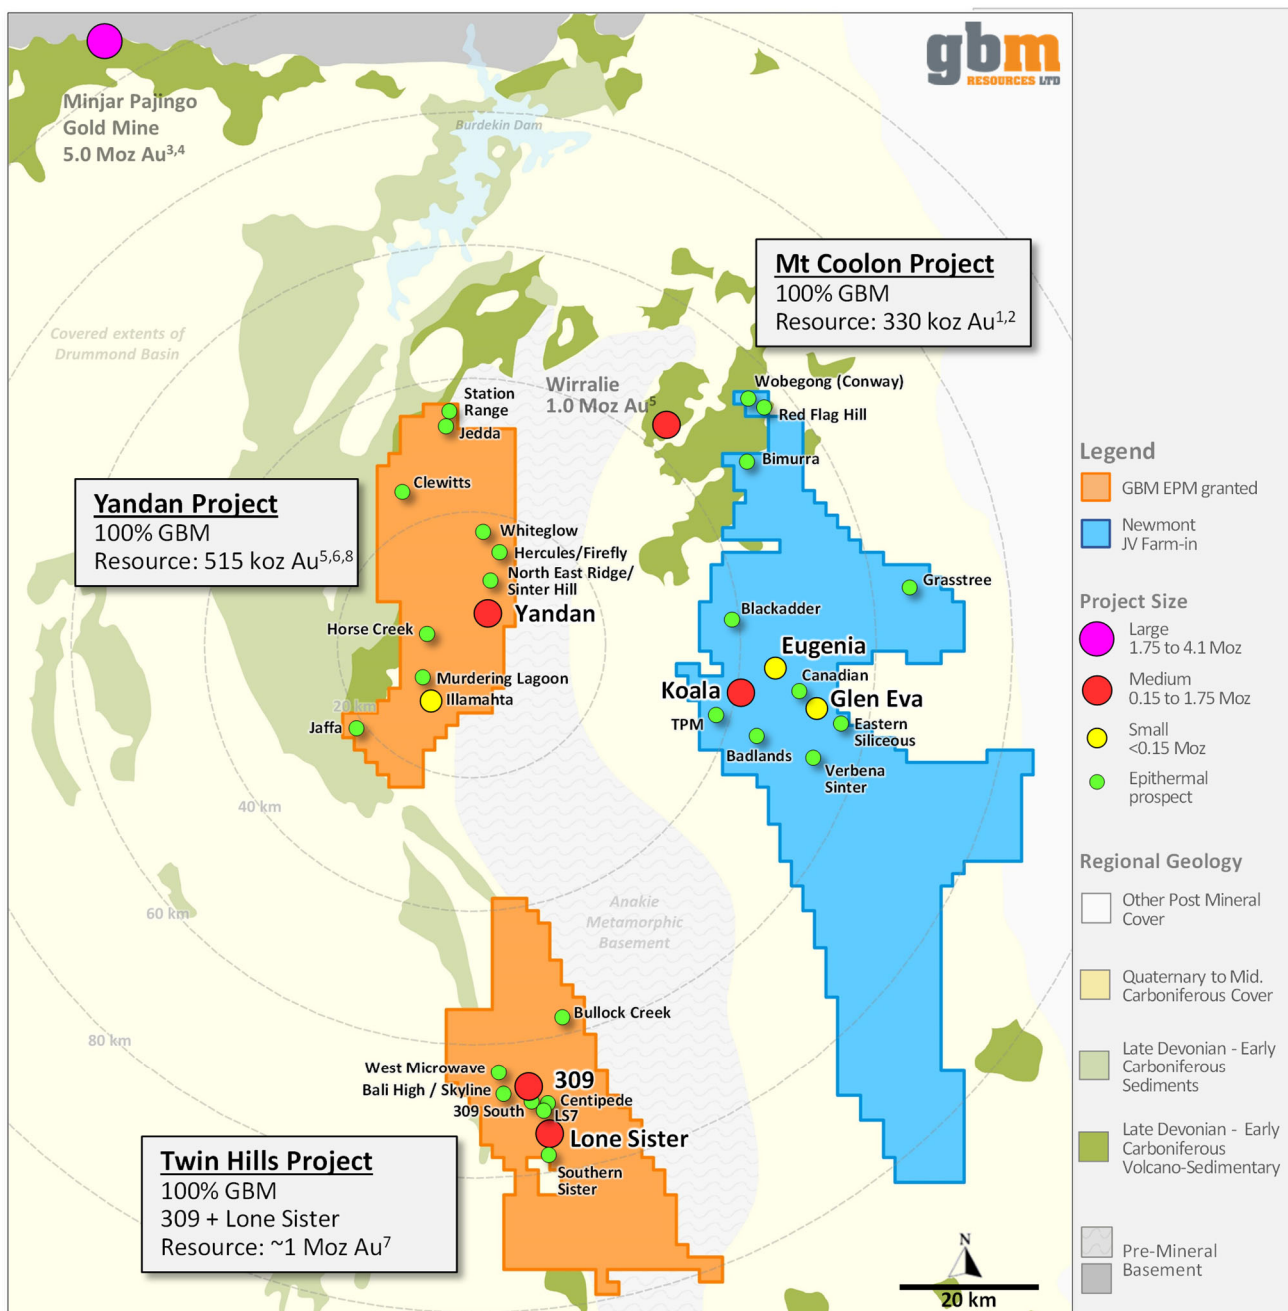 gbm
RESOURCES LTD
Minjar Pajingo
Gold Mine
5.0 Moz Au3,4
Burdekin Dam
Mt Coolon Project
100% GBM
Resource: 330 koz Au1,2
Covered extents of
Drummond Basin
Wirralie
1.0 Moz Au5
Wobegong (Conway)
Red Flag Hill
Bimurra
Station
Range
Jedda
Clewitts
Yandan Project
100% GBM
Resource: 515 koz Au5,6,8
Whiteglow
Hercules/Firefly
North East Ridge/
Sinter Hill
Yandan
Horse Creek
Murdering Lagoon
Illamahta
20 km
Jaffa
40 km
60 km
80 km
Grasstree
Blackadder
Eugenia
Canadian
Koala
Glen Eva
TPM
Eastern
Siliceous
Badlands
Verbena
Sinter
Anakie
Metamorphic
Basement
Bullock Creek
West Microwave
309
Bali High / Skyline
Centipede
309 South
LS7
Lone Sister
Southern
Sister
Twin Hills Project
100% GBM
309 + Lone Sister
Resource: ~1 Moz Au7
N
20 km
Legend
GBM EPM granted
Newmont
JV Farm-in
Project Size
Large
1.75 to 4.1 Moz
Medium
0.15 to 1.75 Moz
Small
<0.15 Moz
Epithermal
prospect
Regional Geology
Other Post Mineral
Cover
Quaternary to Mid.
Carboniferous Cover
Late Devonian - Early
Carboniferous
Sediments
Late Devonian - Early
Carboniferous
Volcano-Sedimentary
Pre-Mineral
Basement